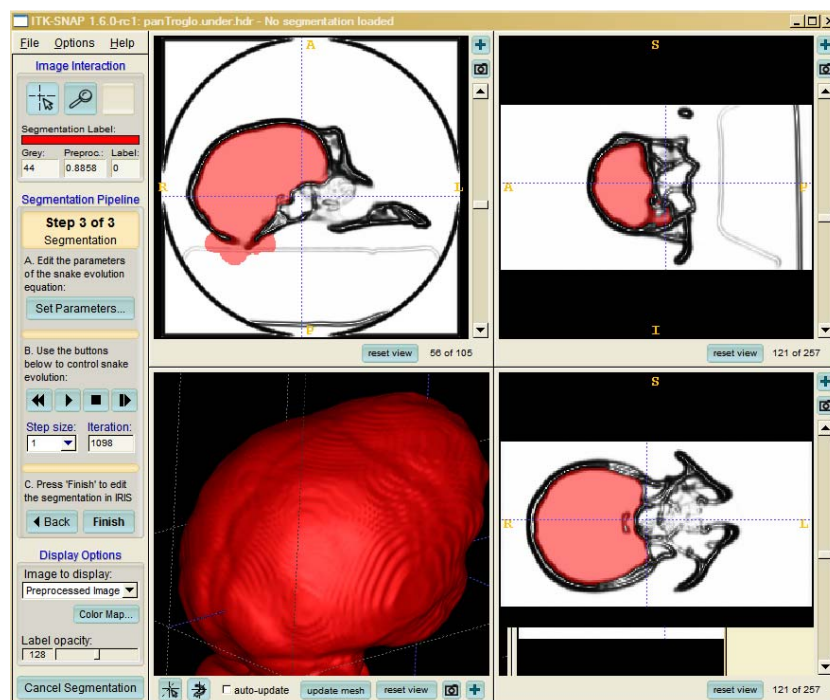 ITK-SNAP 1.6.0-rc1: panTroglo.under.hdr - No segmentation loaded
File Options Help
Image Interaction
Segmentation Label:
Grey: Preproc.: Label:
44 0.8858 0
Segmentation Pipeline
Step 3 of 3
Segmentation
A. Edit the parameters
of the snake evolution
equation:
Set Parameters...
B. Use the buttons
below to control snake
evolution:
Step size: Iteration:
1 1098
C. Press 'Finish' to edit
the segmentation in IRIS
Back Finish
Display Options
Image to display:
Preprocessed Image
Color Map...
Label opacity:
128
Cancel Segmentation
A
R L
P
reset view 56 of 105
S
A P
I
reset view 121 of 257
auto-update update mesh reset view
S
R L
reset view 121 of 257